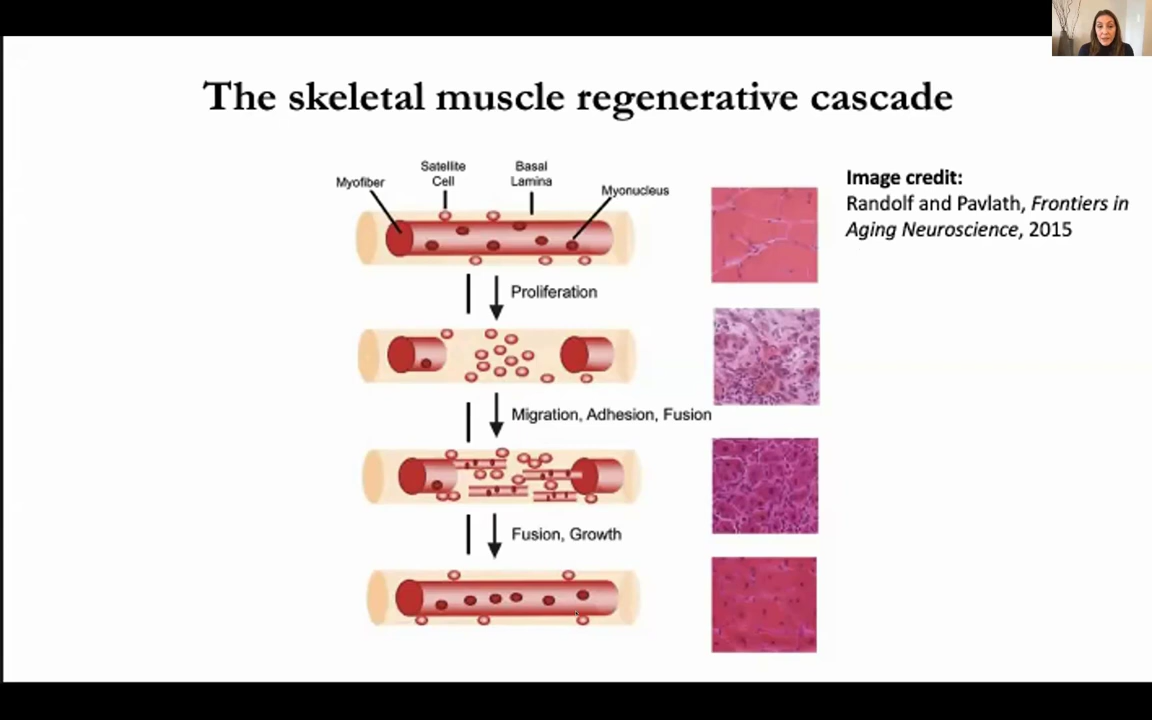 The skeletal muscle regenerative cascade
Myofiber
Satellite
Cell
Basal
Lamina
Myonucleus
Image credit:
Randolf and Pavlath, Frontiers in
Aging Neuroscience, 2015
Proliferation
Migration, Adhesion, Fusion
Fusion, Growth